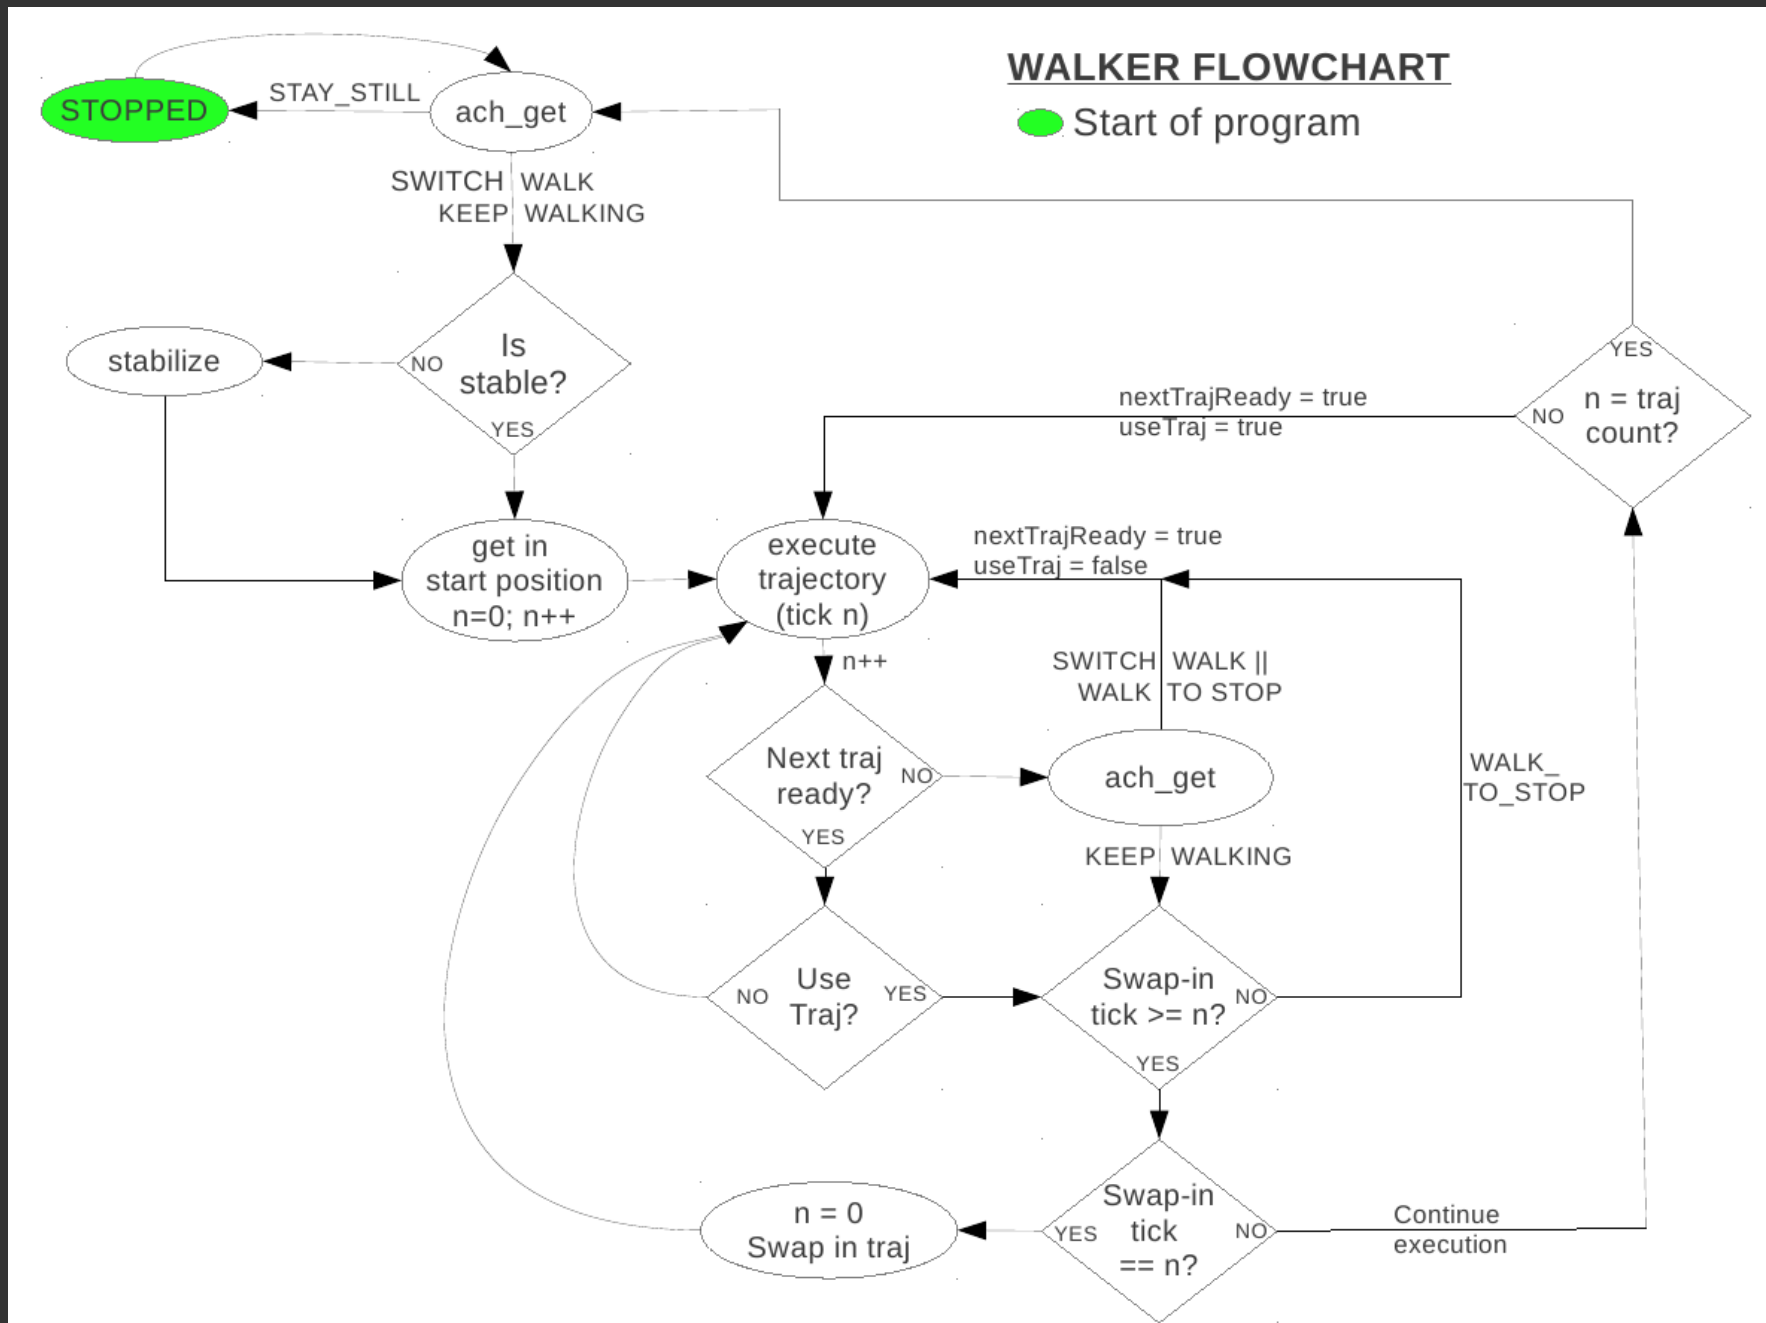 WALKER FLOWCHART
Start of program
STOPPED
STAY_STILL
ach_get
SWITCH WALK
KEEP WALKING
Is
stable?
NO
YES
stabilize
get in
start position
n=0; n++
execute
trajectory
(tick n)
n++
nextTrajReady = true
useTraj = true
YES
n = traj
count?
NO
nextTrajReady = true
useTraj = false
SWITCH WALK ||
WALK TO STOP
Next traj
ready?
NO
YES
ach_get
WALK_
TO_STOP
KEEP WALKING
Use
Traj?
NO
YES
Swap-in
tick >= n?
NO
YES
Swap-in
tick
== n?
YES
NO
Continue
execution
n = 0
Swap in traj